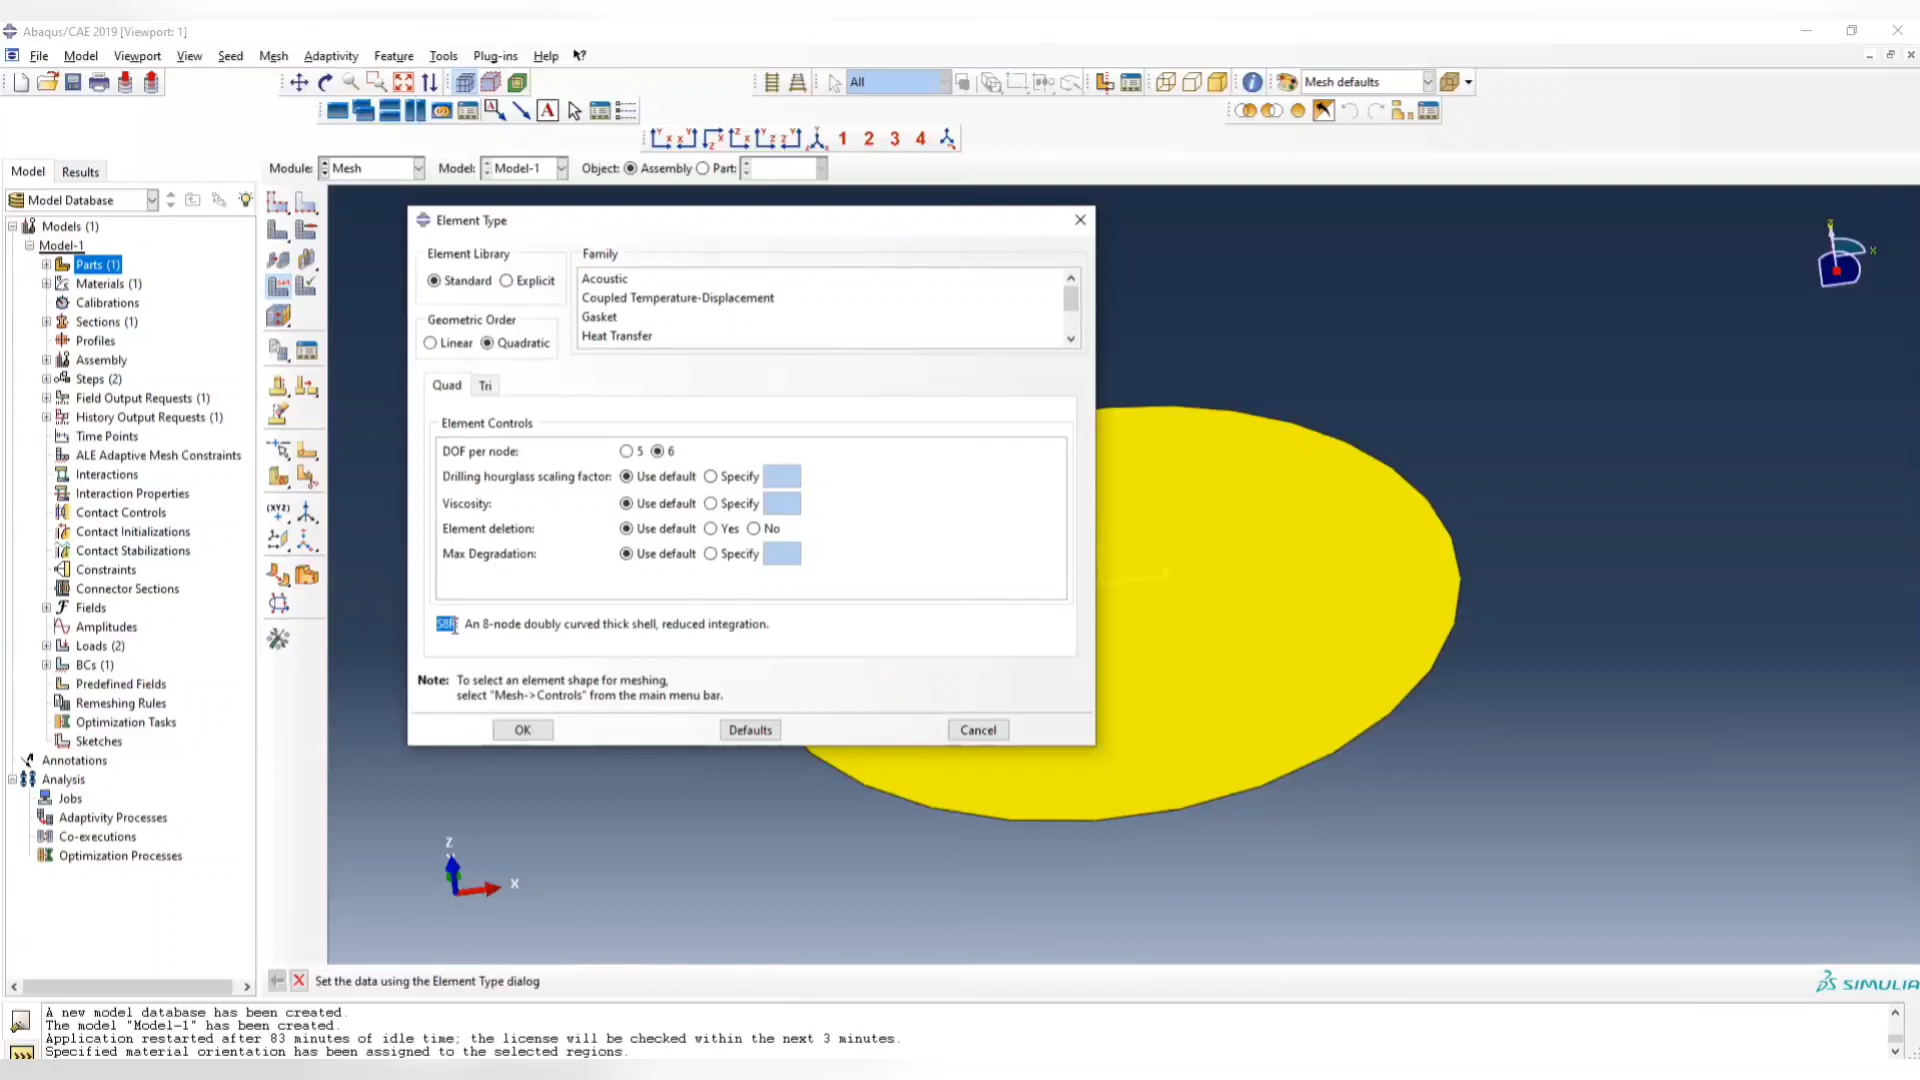 Abaqus/CAE 2019 [Viewport: 1]
File Model Viewport View Seed Mesh Adaptivity Feature Tools Plug-ins Help
All
Mesh defaults
A A
1 2 3 4
Model Results
Module: Mesh Model: Model-1 Object: Assembly Part:
Model Database
Models (1)
Model-1
Parts (1)
Materials (1)
Calibrations
Sections (1)
Profiles
Assembly
Steps (2)
Field Output Requests (1)
History Output Requests (1)
Time Points
ALE Adaptive Mesh Constraints
Interactions
Interaction Properties
Contact Controls
Contact Initializations
Contact Stabilizations
Constraints
Connector Sections
Fields
Amplitudes
Loads (2)
BCs (1)
Predefined Fields
Remeshing Rules
Optimization Tasks
Sketches
Annotations
Analysis
Jobs
Adaptivity Processes
Co-executions
Optimization Processes
(XYZ)
Element Type
Element Library
Standard Explicit
Geometric Order
Linear Quadratic
Family
Acoustic
Coupled Temperature-Displacement
Gasket
Heat Transfer
Quad Tri
Element Controls
DOF per node: 5 6
Drilling hourglass scaling factor: Use default Specify
Viscosity: Use default Specify
Element deletion: Use default Yes No
Max Degradation: Use default Specify
S8R: An 8-node doubly curved thick shell, reduced integration.
Note: To select an element shape for meshing,
select "Mesh->Controls" from the main menu bar.
OK Defaults Cancel
X
Z
X
Set the data using the Element Type dialog
SIMULIA
A new model database has been created.
The model "Model-1" has been created.
Application restarted after 83 minutes of idle time; the license will be checked within the next 3 minutes.
Specified material orientation has been assigned to the selected regions.
>>>